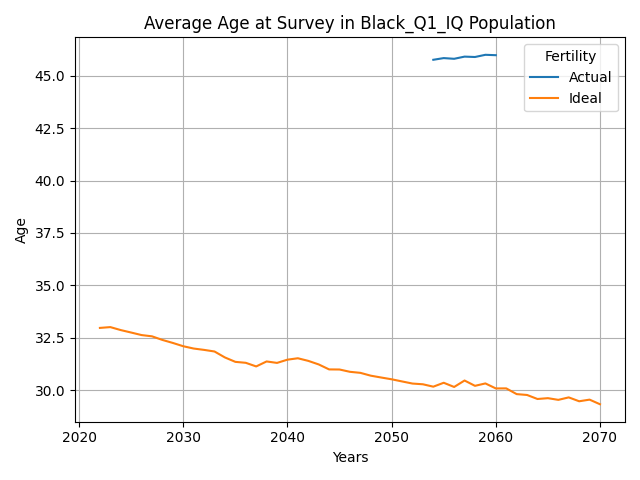 Average Age at Survey in Black_Q1_IQ Population
Fertility
Actual
Ideal
45.0
42.5
40.0
37.5
35.0
32.5
30.0
Age
2020
2030
2040
2050
2060
2070
Years